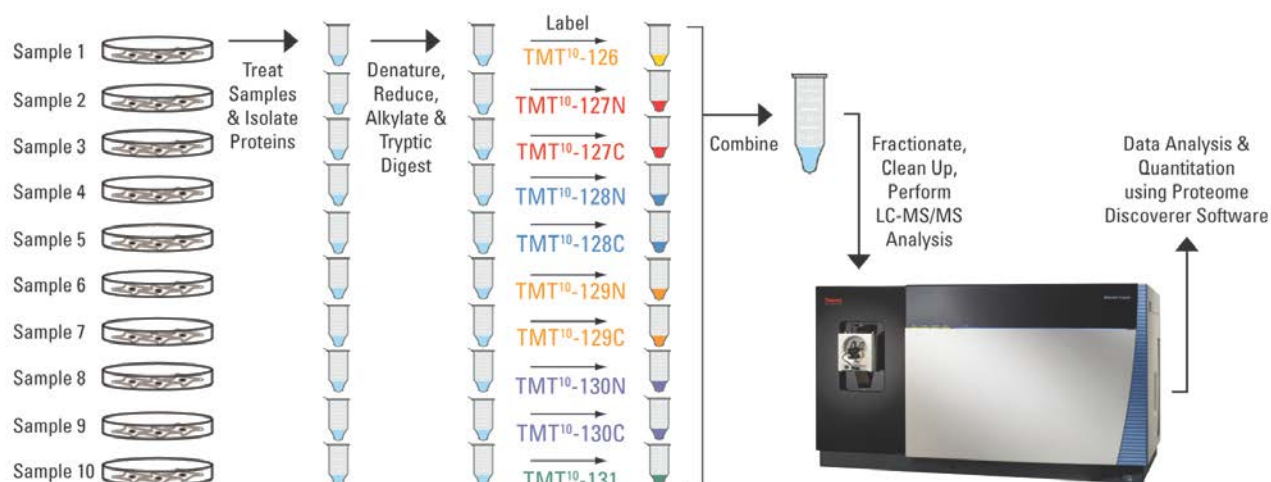 Sample 1
Sample 2
Sample 3
Sample 4
Sample 5
Sample 6
Sample 7
Sample 8
Sample 9
Sample 10
Treat
Samples
& Isolate
Proteins
Denature,
Reduce,
Alkylate &
Tryptic
Digest
Label
TMT¹⁰-126
TMT¹⁰-127N
TMT¹⁰-127C
TMT¹⁰-128N
TMT¹⁰-128C
TMT¹⁰-129N
TMT¹⁰-129C
TMT¹⁰-130N
TMT¹⁰-130C
TMT¹⁰-131
Combine
Fractionate,
Clean Up,
Perform
LC-MS/MS
Analysis
Data Analysis &
Quantitation
using Proteome
Discoverer Software